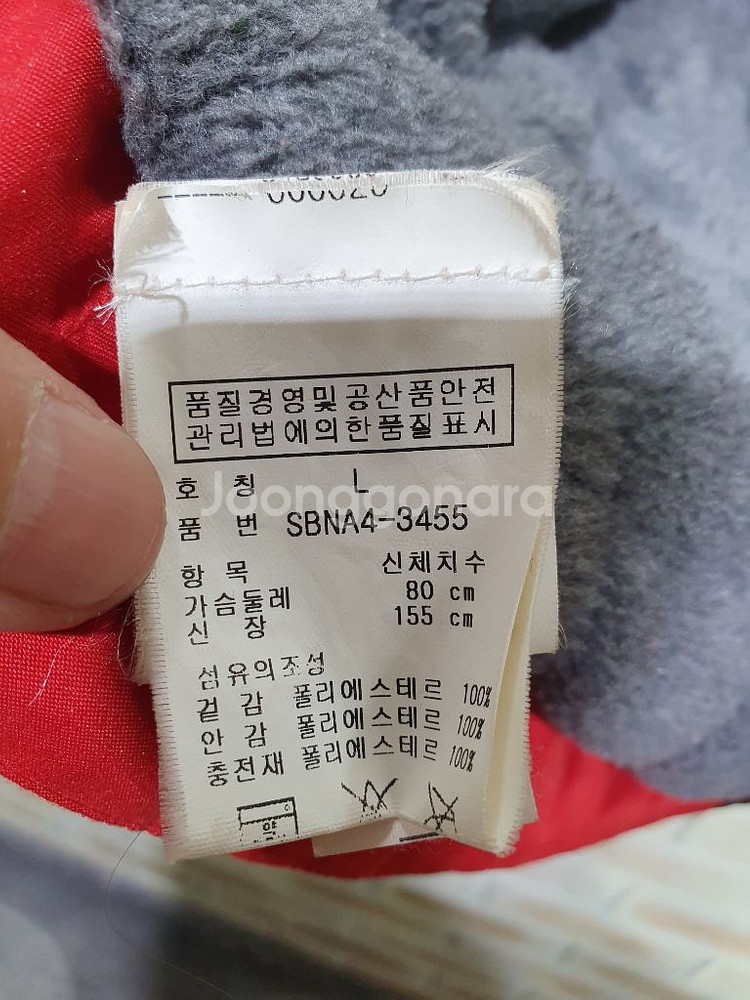 품질경영및공산품안전
관리법에의한품질표시
호 칭 L
Joonggonara
품 번 SBNA4-3455
항 목 신체치수
가슴둘레 80 cm
신 장 155 cm
섬유의조성
겉 감 폴리에스테르 100%
안 감 폴리에스테르 100%
충전재 폴리에스테르 100%
약